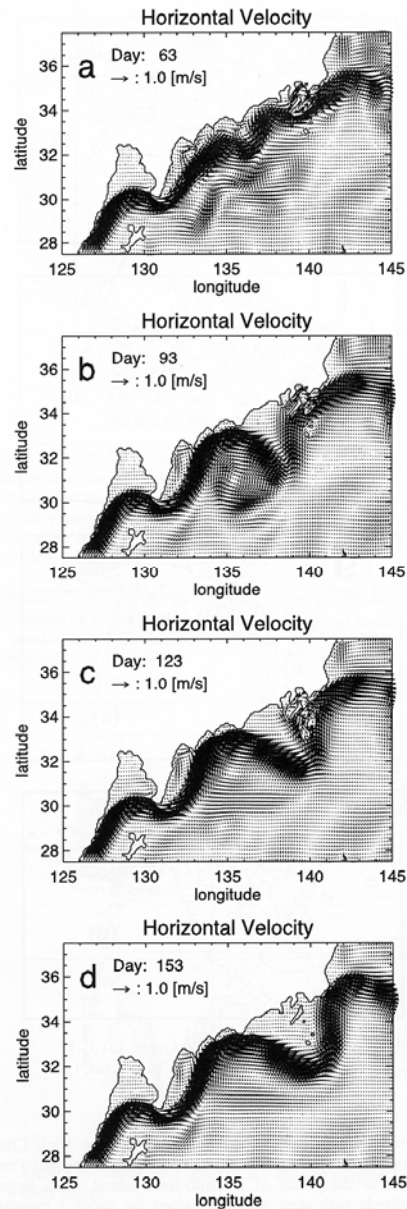 Horizontal Velocity
a
Day: 63
→ : 1.0 [m/s]
latitude
36
34
32
30
28
125 130 135 140 145
longitude
Horizontal Velocity
b
Day: 93
→ : 1.0 [m/s]
latitude
36
34
32
30
28
125 130 135 140 145
longitude
Horizontal Velocity
c
Day: 123
→ : 1.0 [m/s]
latitude
36
34
32
30
28
125 130 135 140 145
longitude
Horizontal Velocity
d
Day: 153
→ : 1.0 [m/s]
latitude
36
34
32
30
28
125 130 135 140 145
longitude